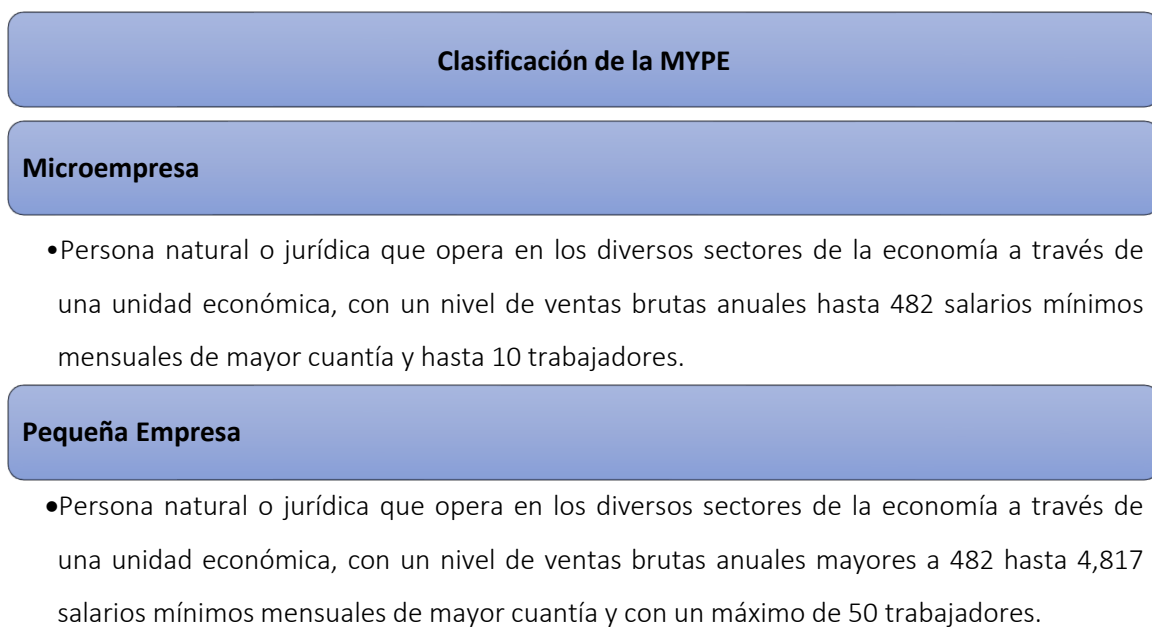 Clasificación de la MYPE
Microempresa
•Persona natural o jurídica que opera en los diversos sectores de la economía a través de
una unidad económica, con un nivel de ventas brutas anuales hasta 482 salarios mínimos
mensuales de mayor cuantía y hasta 10 trabajadores.
Pequeña Empresa
•Persona natural o jurídica que opera en los diversos sectores de la economía a través de
una unidad económica, con un nivel de ventas brutas anuales mayores a 482 hasta 4,817
salarios mínimos mensuales de mayor cuantía y con un máximo de 50 trabajadores.